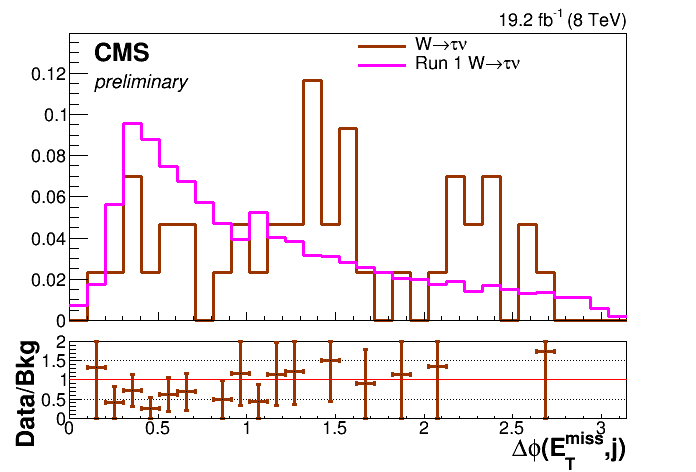 19.2 fb⁻¹ (8 TeV)
CMS
preliminary
W→τν
Run 1 W→τν
0.12
0.1
0.08
0.06
0.04
0.02
0
Data/Bkg
2
1.5
1
0.5
0
0 0.5 1 1.5 2 2.5 3
Δϕ(E_T^miss,j)